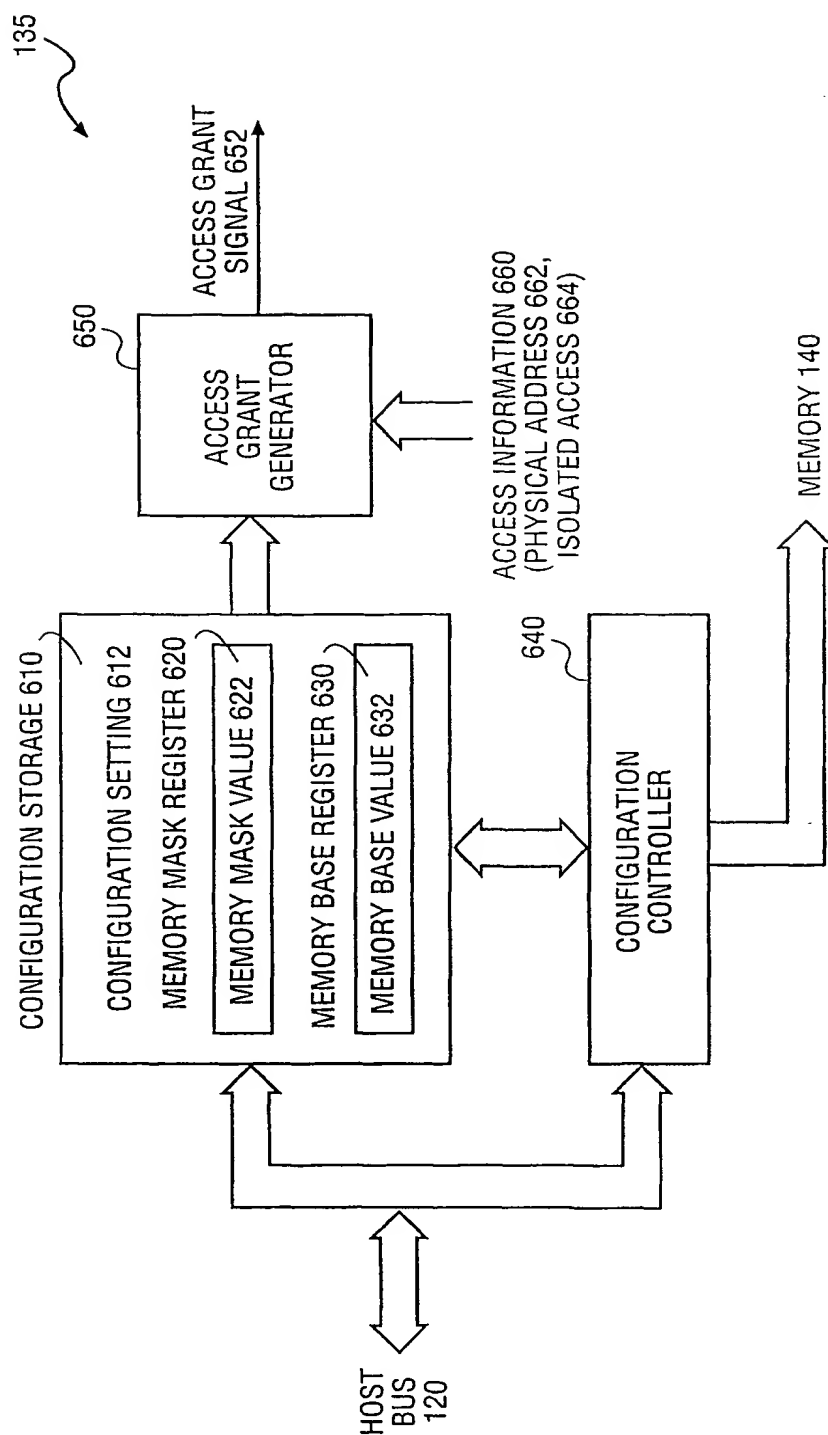 135
CONFIGURATION STORAGE 610
CONFIGURATION SETTING 612
MEMORY MASK REGISTER 620
MEMORY MASK VALUE 622
MEMORY BASE REGISTER 630
MEMORY BASE VALUE 632
650
ACCESS
GRANT
GENERATOR
ACCESS GRANT
SIGNAL 652
ACCESS INFORMATION 660
(PHYSICAL ADDRESS 662,
ISOLATED ACCESS 664)
HOST
BUS
120
640
CONFIGURATION
CONTROLLER
MEMORY 140